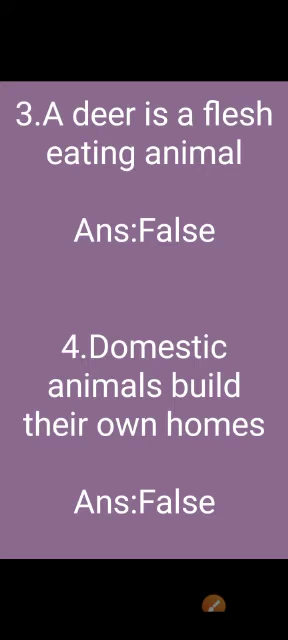 3.A deer is a flesh
eating animal
Ans:False
4.Domestic
animals build
their own homes
Ans:False